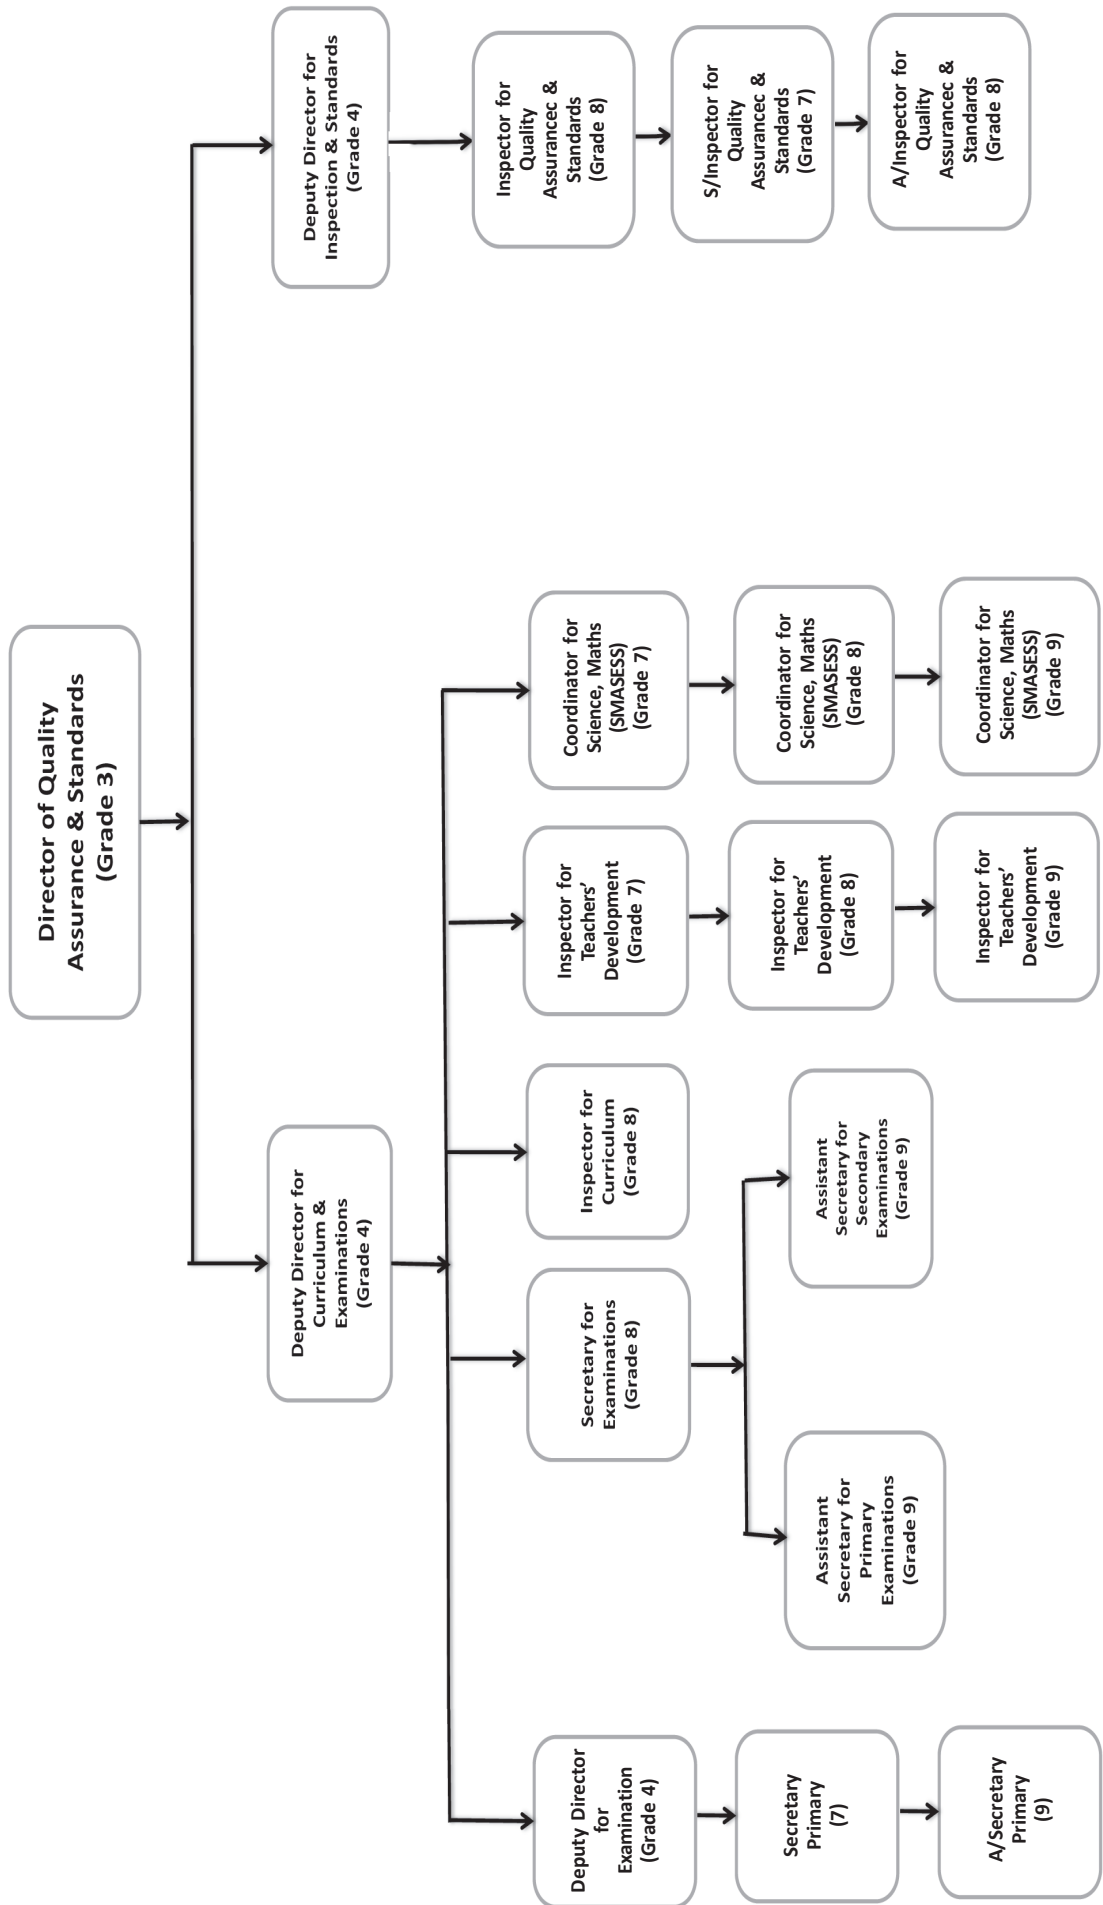 Director of Quality
Assurance & Standards
(Grade 3)
Deputy Director for
Curriculum &
Examinations
(Grade 4)
Deputy Director for
Inspection & Standards
(Grade 4)
Deputy Director
for
Examination
(Grade 4)
Secretary for
Examinations
(Grade 8)
Inspector for
Curriculum
(Grade 8)
Inspector for
Teachers’
Development
(Grade 7)
Coordinator for
Science, Maths
(SMASESS)
(Grade 7)
Inspector for
Quality
Assurancec &
Standards
(Grade 8)
Secretary
Primary
(7)
Assistant
Secretary for
Primary
Examinations
(Grade 9)
Assistant
Secretary for
Secondary
Examinations
(Grade 9)
Inspector for
Teachers’
Development
(Grade 8)
Coordinator for
Science, Maths
(SMASESS)
(Grade 8)
S/Inspector for
Quality
Assurancec &
Standards
(Grade 7)
A/Secretary
Primary
(9)
Inspector for
Teachers’
Development
(Grade 9)
Coordinator for
Science, Maths
(SMASESS)
(Grade 9)
A/Inspector for
Quality
Assurancec &
Standards
(Grade 8)